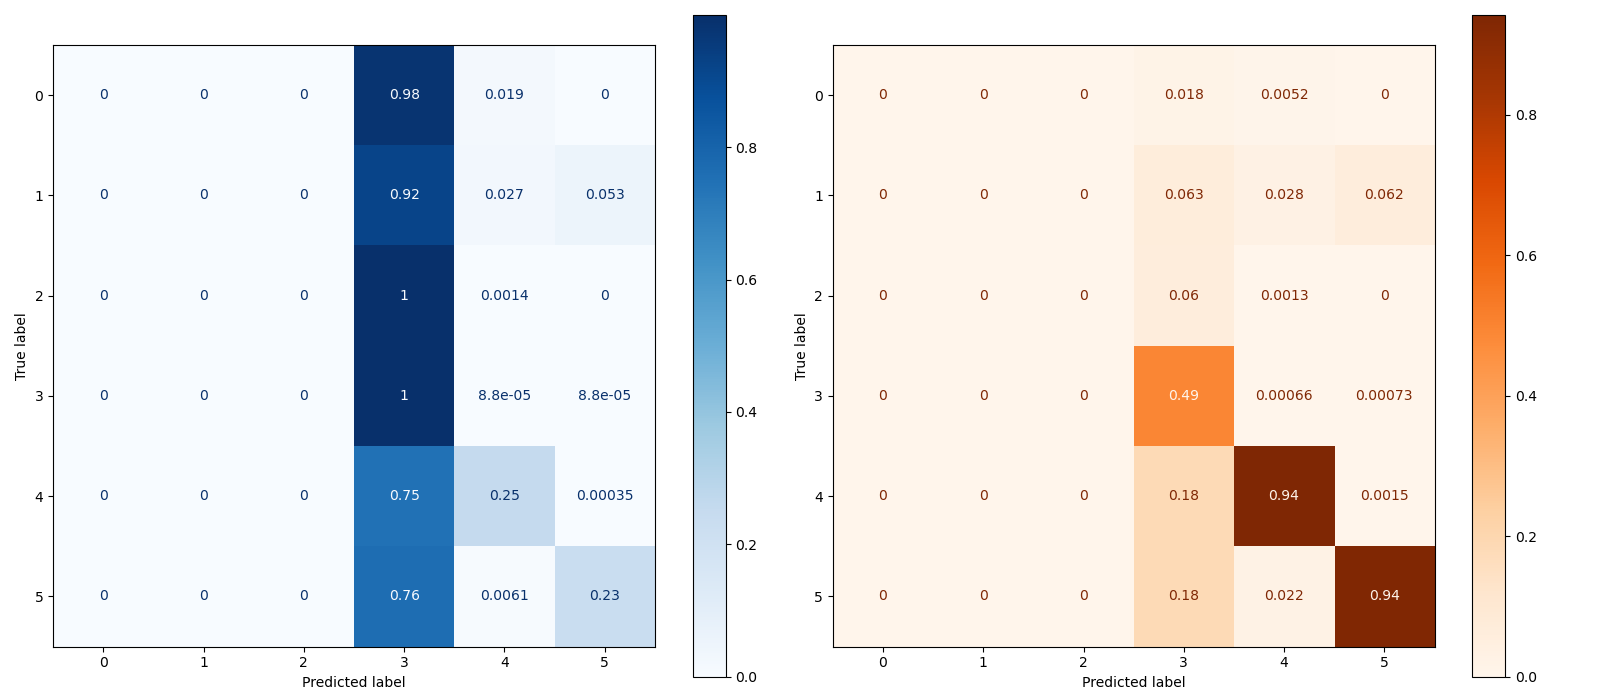 0 0 0 0 0.98 0.019 0
1 0 0 0 0.92 0.027 0.053
2 0 0 0 1 0.0014 0
3 0 0 0 1 8.8e-05 8.8e-05
4 0 0 0 0.75 0.25 0.00035
5 0 0 0 0.76 0.0061 0.23
0 1 2 3 4 5
Predicted label
True label
0.8
0.6
0.4
0.2
0.0
0 0 0 0 0.018 0.0052 0
1 0 0 0 0.063 0.028 0.062
2 0 0 0 0.06 0.0013 0
3 0 0 0 0.49 0.00066 0.00073
4 0 0 0 0.18 0.94 0.0015
5 0 0 0 0.18 0.022 0.94
0 1 2 3 4 5
Predicted label
True label
0.8
0.6
0.4
0.2
0.0